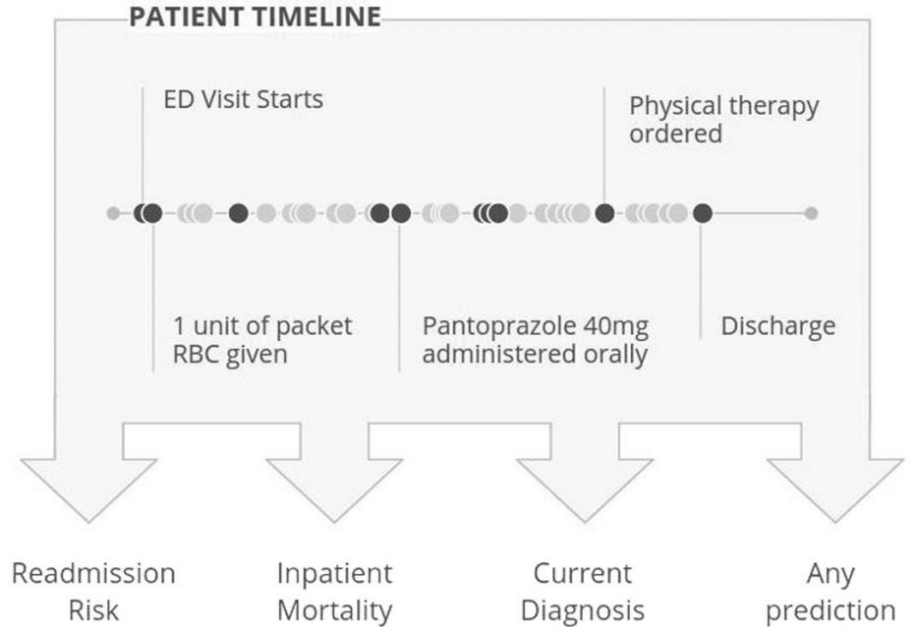 PATIENT TIMELINE
ED Visit Starts
Physical therapy
ordered
1 unit of packet
RBC given
Pantoprazole 40mg
administered orally
Discharge
Readmission
Risk
Inpatient
Mortality
Current
Diagnosis
Any
prediction